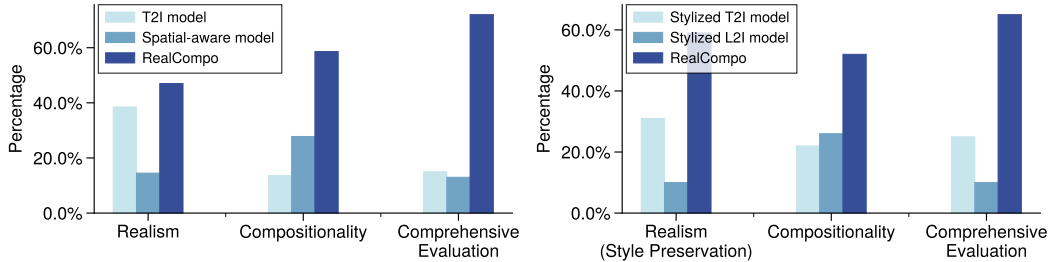 T2I model
Spatial-aware model
RealCompo
Percentage
60.0%
40.0%
20.0%
0.0%
Realism
Compositionality
Comprehensive
Evaluation
Stylized T2I model
Stylized L2I model
RealCompo
Percentage
60.0%
40.0%
20.0%
0.0%
Realism
(Style Preservation)
Compositionality
Comprehensive
Evaluation